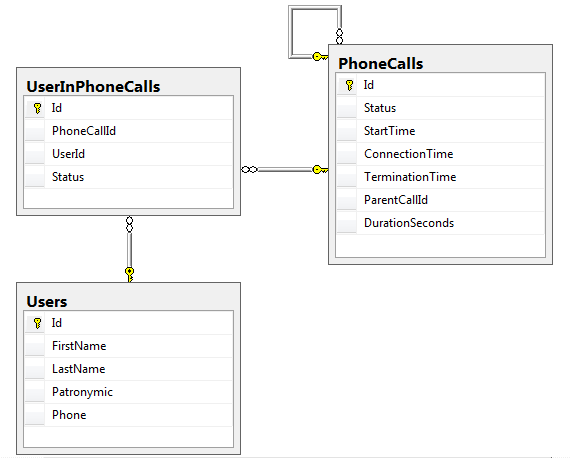 UserInPhoneCalls
Id
PhoneCallId
UserId
Status
PhoneCalls
Id
Status
StartTime
ConnectionTime
TerminationTime
ParentCallId
DurationSeconds
Users
Id
FirstName
LastName
Patronymic
Phone